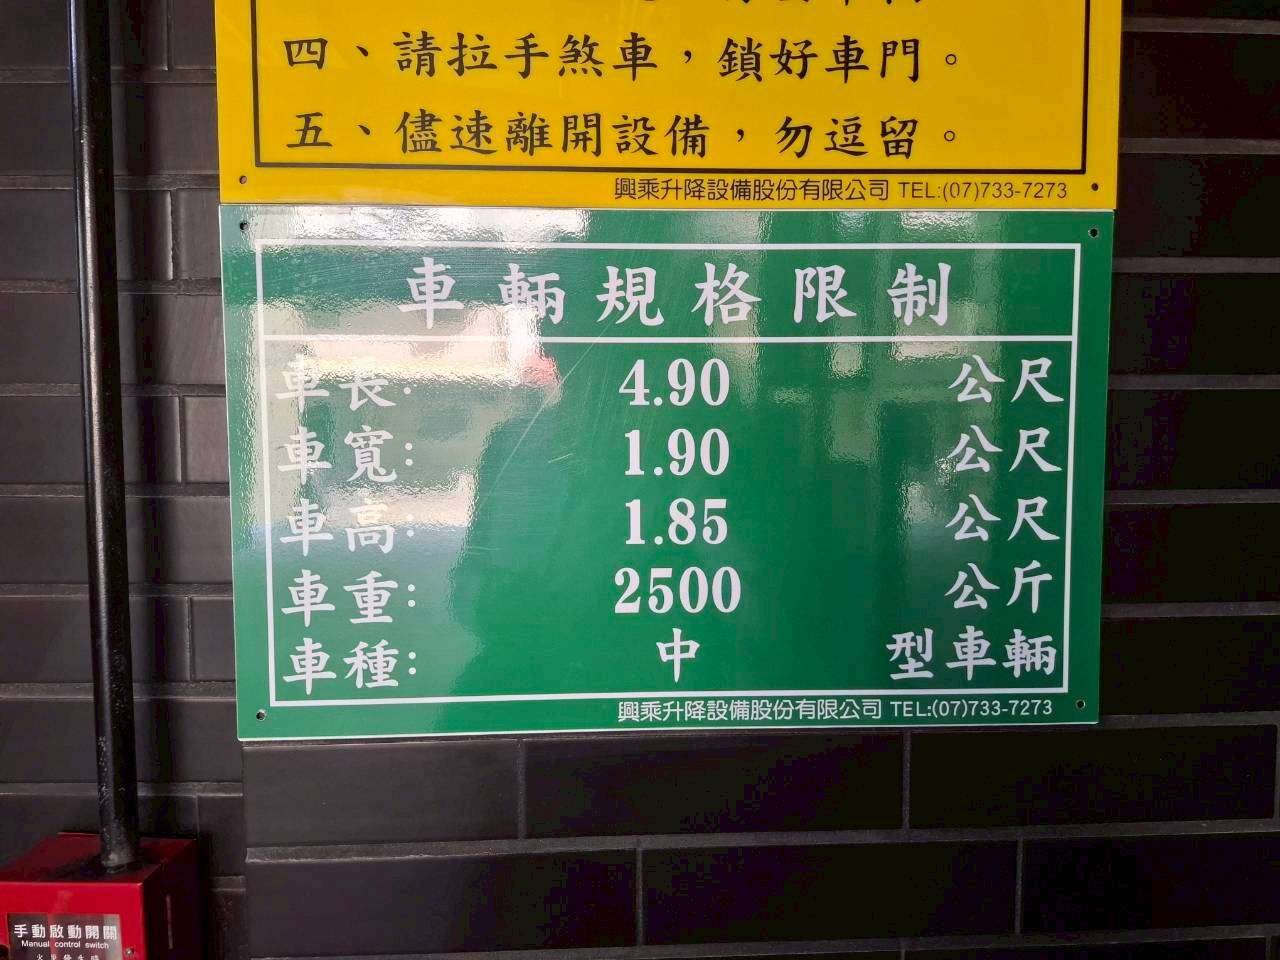 四、請拉手煞車，鎖好車門。
五、儘速離開設備，勿逗留。
興乘升降設備股份有限公司 TEL:(07)733-7273
車輛規格限制
車長: 4.90 公尺
車寬: 1.90 公尺
車高: 1.85 公尺
車重: 2500 公斤
車種: 中 型車輛
興乘升降設備股份有限公司 TEL:(07)733-7273
手動啟動開關
Manual control switch